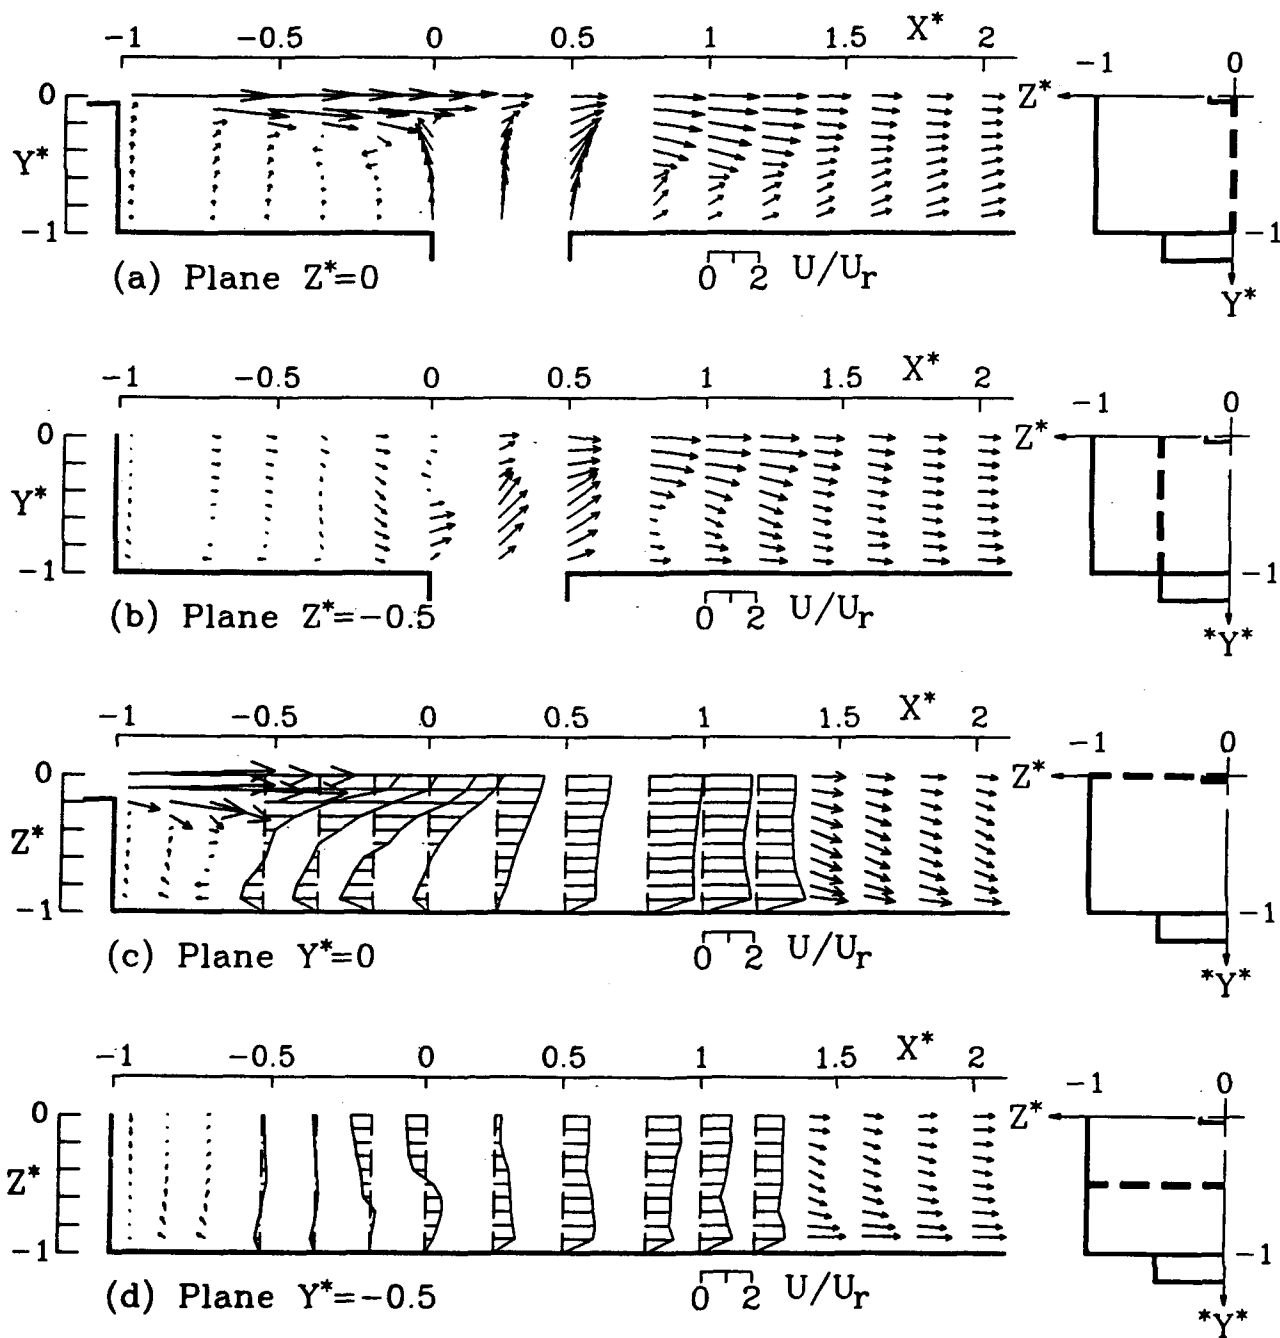 -1 -0.5 0 0.5 1 1.5 X* 2
0
Y*
-1
(a) Plane Z*=0
0 2 U/Ur
-1 0
Z*
-1
Y*
-1 -0.5 0 0.5 1 1.5 X* 2
0
Y*
-1
(b) Plane Z*=-0.5
0 2 U/Ur
-1 0
Z*
-1
*Y*
-1 -0.5 0 0.5 1 1.5 X* 2
0
Z*
-1
(c) Plane Y*=0
0 2 U/Ur
-1 0
Z*
-1
*Y*
-1 -0.5 0 0.5 1 1.5 X* 2
0
Z*
-1
(d) Plane Y*=-0.5
0 2 U/Ur
-1 0
Z*
-1
*Y*